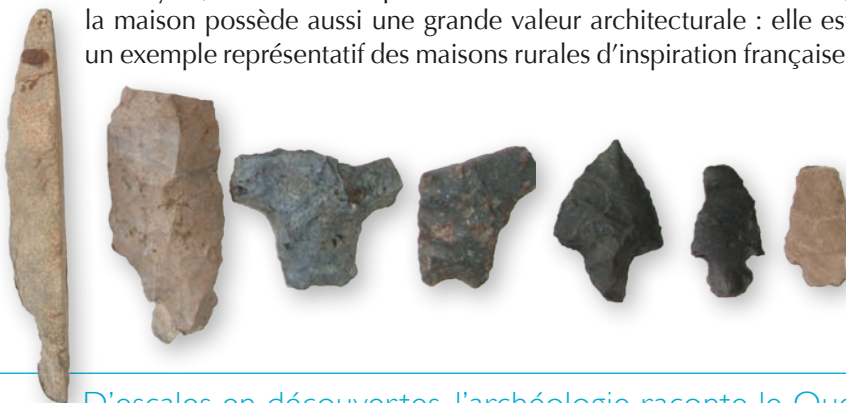 la maison possède aussi une grande valeur architecturale : elle est
un exemple représentatif des maisons rurales d’inspiration française
D’escales en découvertes, l’archéologie raconte le Qué